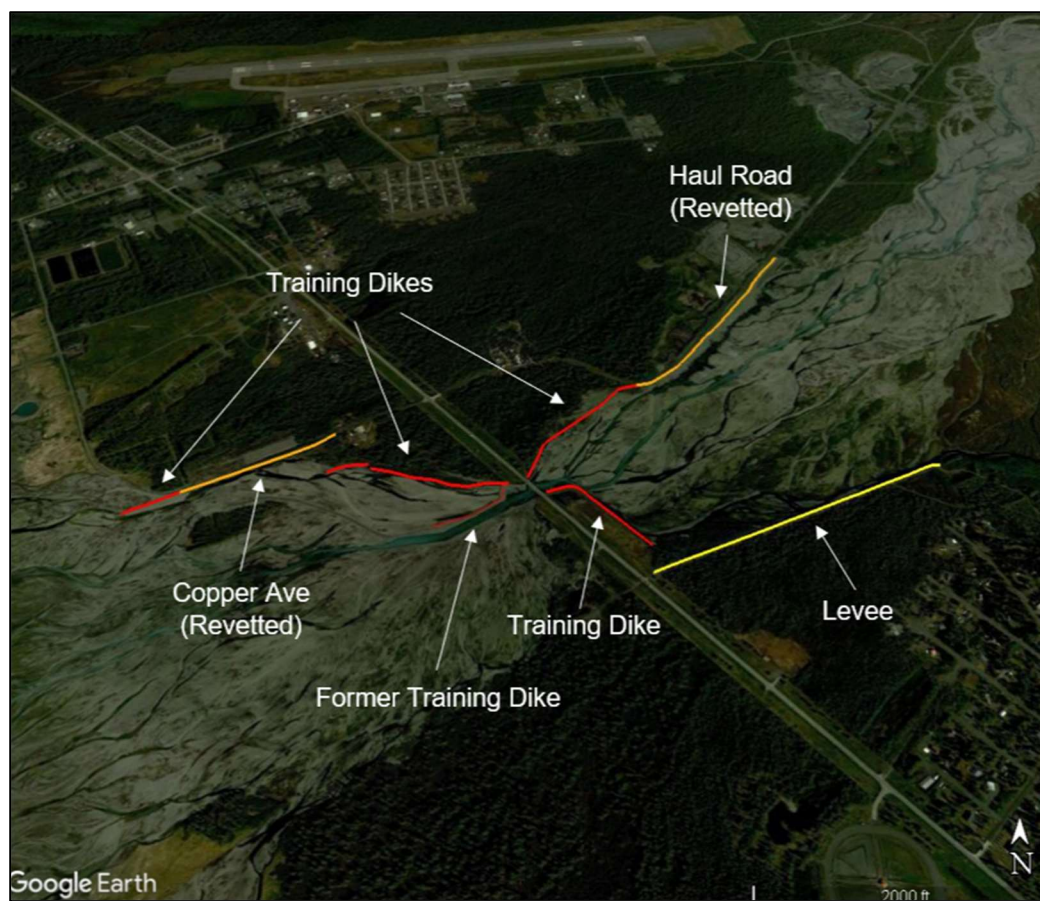 Haul Road
(Revetted)
Training Dikes
Copper Ave
(Revetted)
Training Dike
Levee
Former Training Dike
N
Google Earth
2000 ft